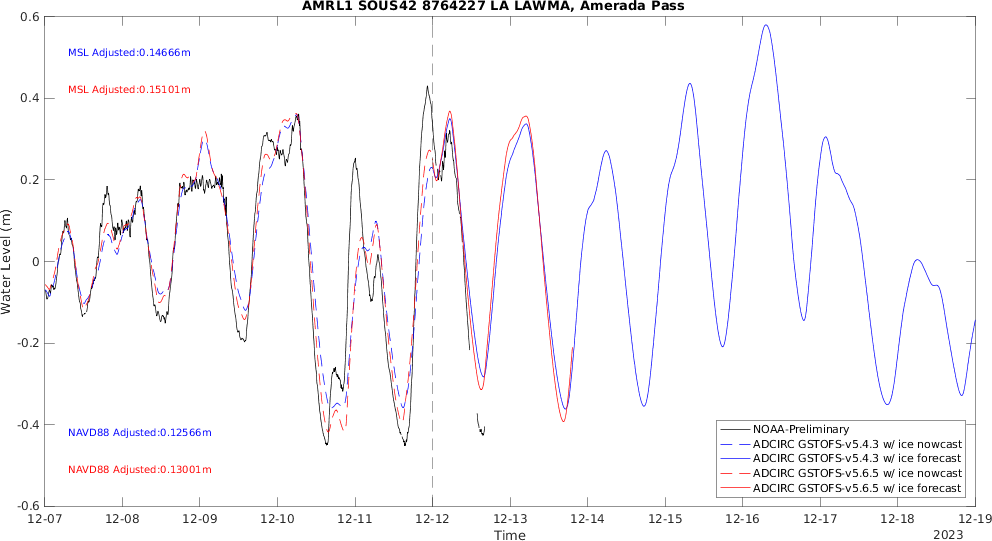 AMRL1 SOUS42 8764227 LA LAWMA, Amerada Pass
Water Level (m)
0.6
0.4
0.2
0
-0.2
-0.4
-0.6
MSL Adjusted:0.14666m
MSL Adjusted:0.15101m
NAVD88 Adjusted:0.12566m
NAVD88 Adjusted:0.13001m
NOAA-Preliminary
ADCIRC GSTOFS-v5.4.3 w/ ice nowcast
ADCIRC GSTOFS-v5.4.3 w/ ice forecast
ADCIRC GSTOFS-v5.6.5 w/ ice nowcast
ADCIRC GSTOFS-v5.6.5 w/ ice forecast
12-07 12-08 12-09 12-10 12-11 12-12 12-13 12-14 12-15 12-16 12-17 12-18 12-19
Time
2023